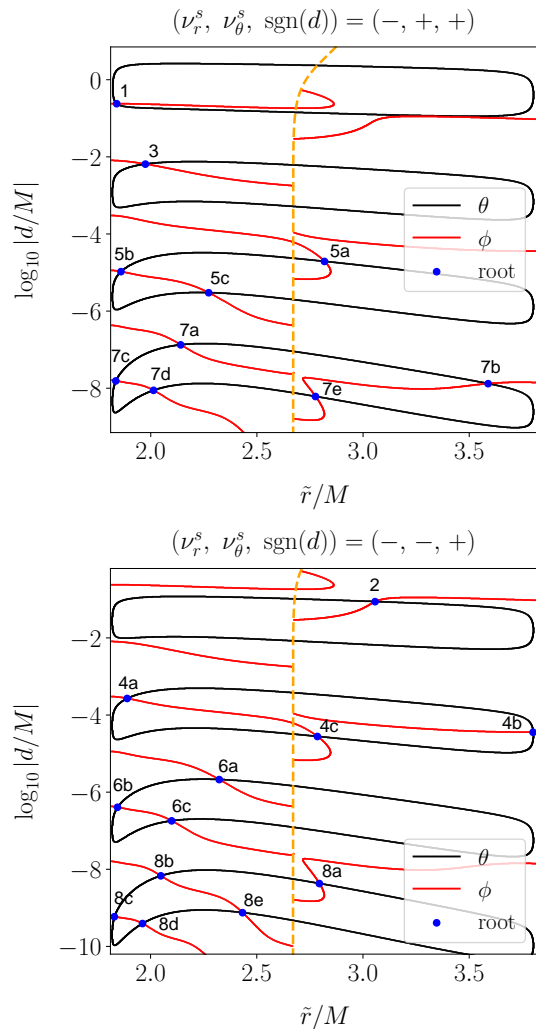 (ν_r^s, ν_θ^s, sgn(d)) = (−, +, +)
0
−2
−4
−6
−8
log₁₀|d/M|
1
3
5a
5b
5c
7a
7b
7c
7d
7e
θ
ϕ
root
2.0 2.5 3.0 3.5
r̃/M
(ν_r^s, ν_θ^s, sgn(d)) = (−, −, +)
−2
−4
−6
−8
−10
log₁₀|d/M|
2
4a
4b
4c
6a
6b
6c
8a
8b
8c
8d
8e
θ
ϕ
root
2.0 2.5 3.0 3.5
r̃/M